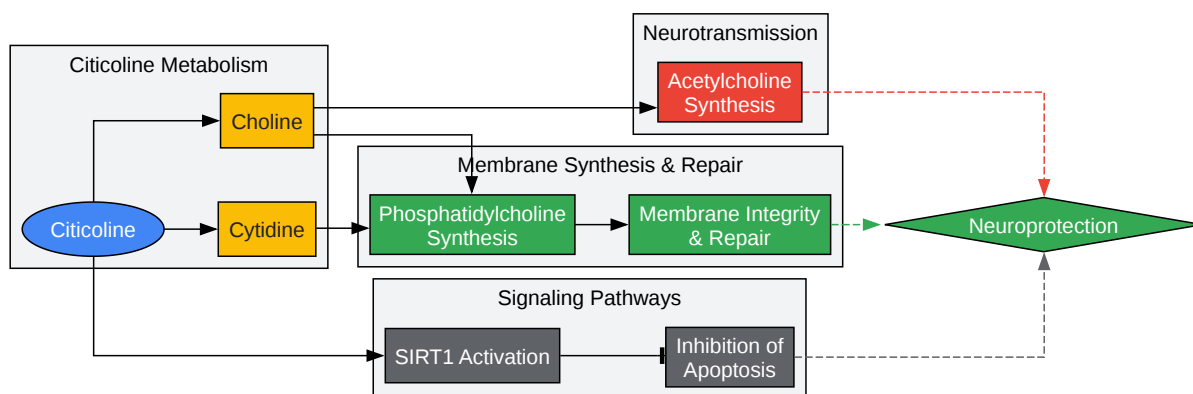 Neurotransmission
Citicoline Metabolism
Acetylcholine
Synthesis
Choline
Membrane Synthesis & Repair
Phosphatidylcholine
Synthesis
Membrane Integrity
& Repair
Citicoline
Cytidine
Neuroprotection
Signaling Pathways
SIRT1 Activation
Inhibition of
Apoptosis